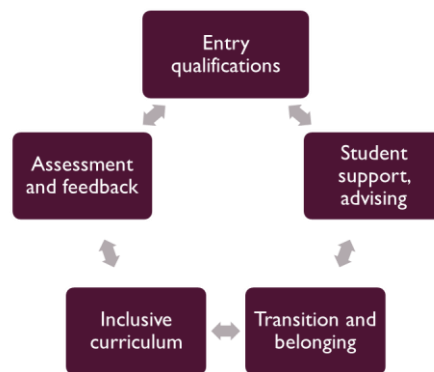 Entry
qualifications
Assessment
and feedback
Student
support,
advising
Inclusive
curriculum
Transition and
belonging